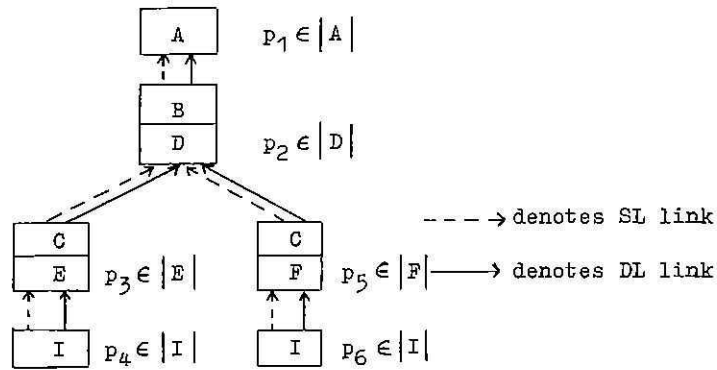 A p₁ ∈ |A|
B
D p₂ ∈ |D|
C C
E p₃ ∈ |E| F p₅ ∈ |F|
I p₄ ∈ |I| I p₆ ∈ |I|
denotes SL link
denotes DL link